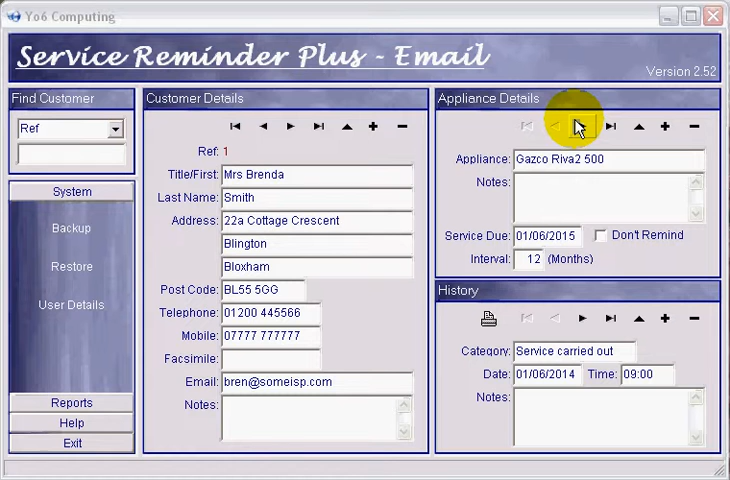 Yo6 Computing
Service Reminder Plus - Email
Version 2.52
Find Customer
Ref
System
Backup
Restore
User Details
Reports
Help
Exit
Customer Details
Ref: 1
Title/First: Mrs Brenda
Last Name: Smith
Address: 22a Cottage Crescent
Blington
Bloxham
Post Code: BL55 5GG
Telephone: 01200 445566
Mobile: 07777 777777
Facsimile:
Email: bren@someisp.com
Notes:
Appliance Details
Appliance: Gazco Riva2 500
Notes:
Service Due: 01/06/2015 Don't Remind
Interval: 12 (Months)
History
Category: Service carried out
Date: 01/06/2014 Time: 09:00
Notes: